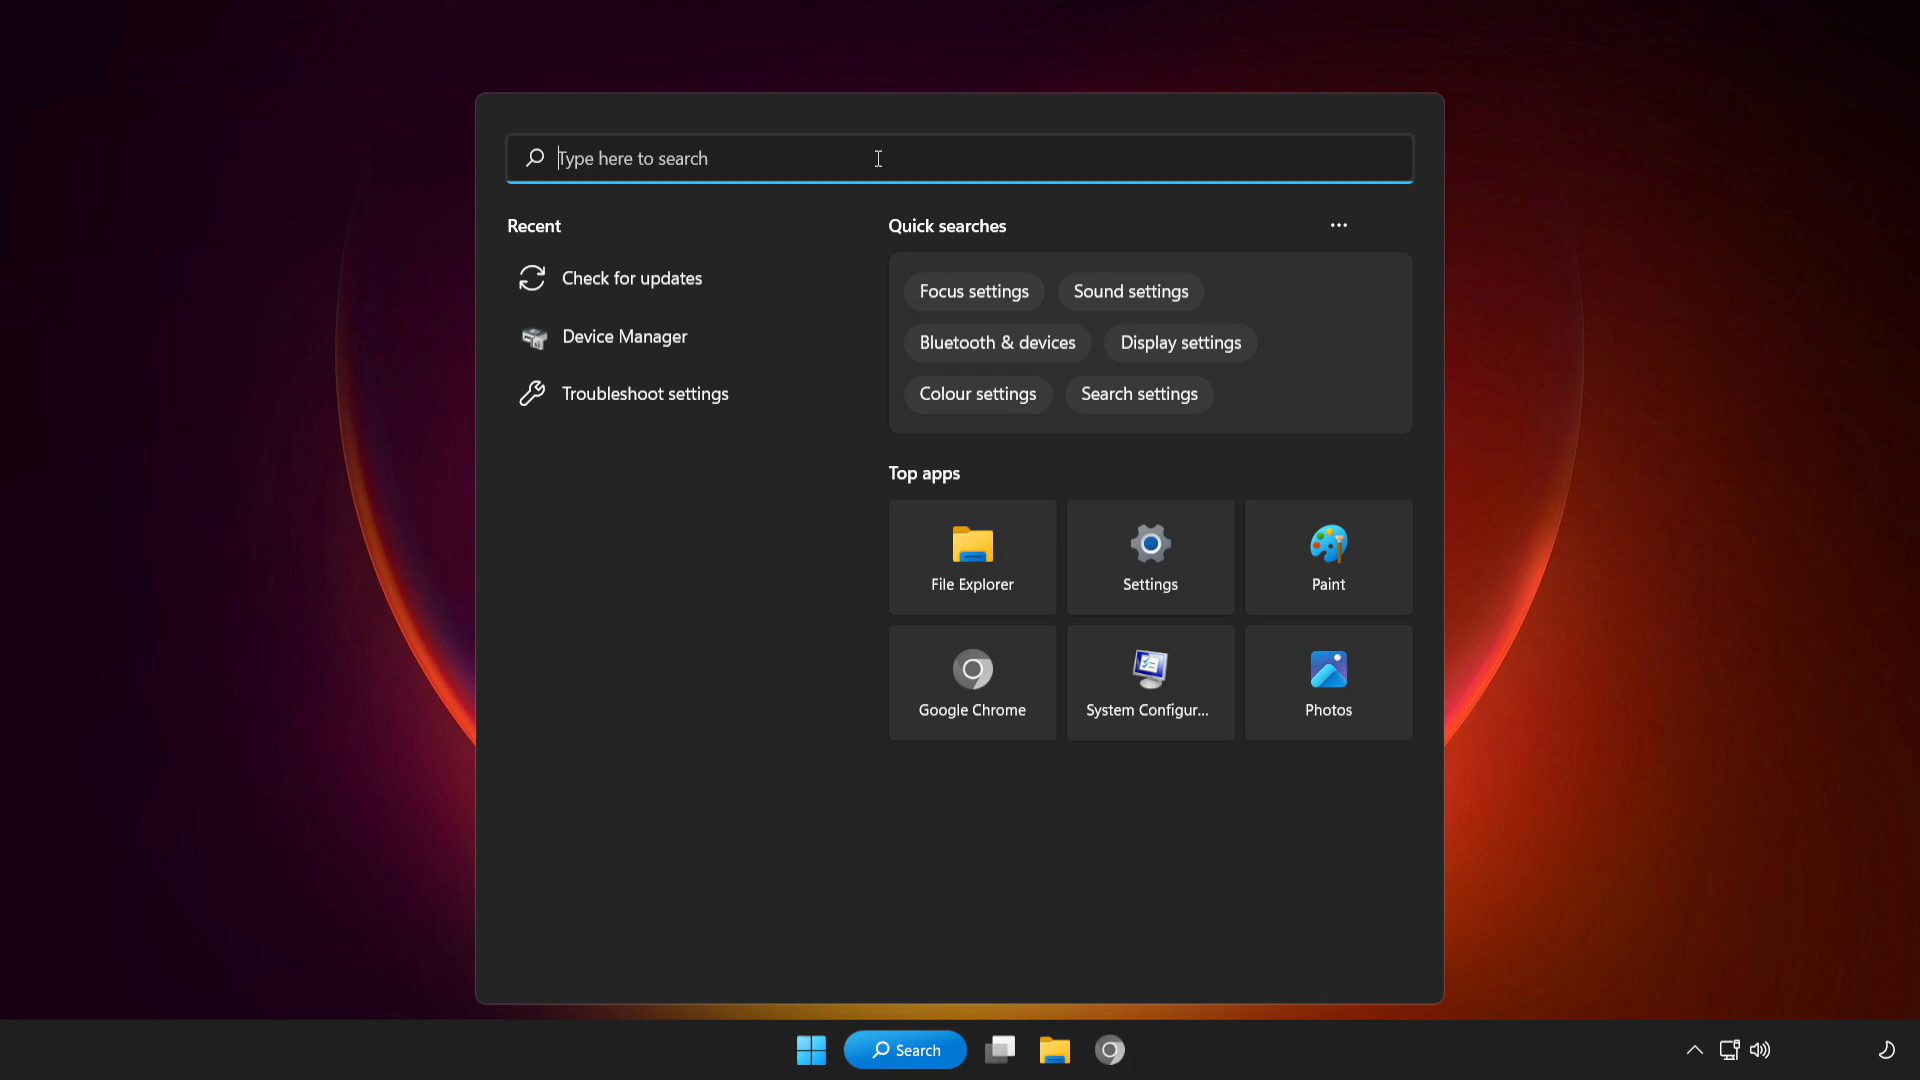 Type here to search
Recent
Check for updates
Device Manager
Troubleshoot settings
Quick searches
Focus settings
Sound settings
Bluetooth & devices
Display settings
Colour settings
Search settings
Top apps
File Explorer
Settings
Paint
Google Chrome
System Configur...
Photos
Search